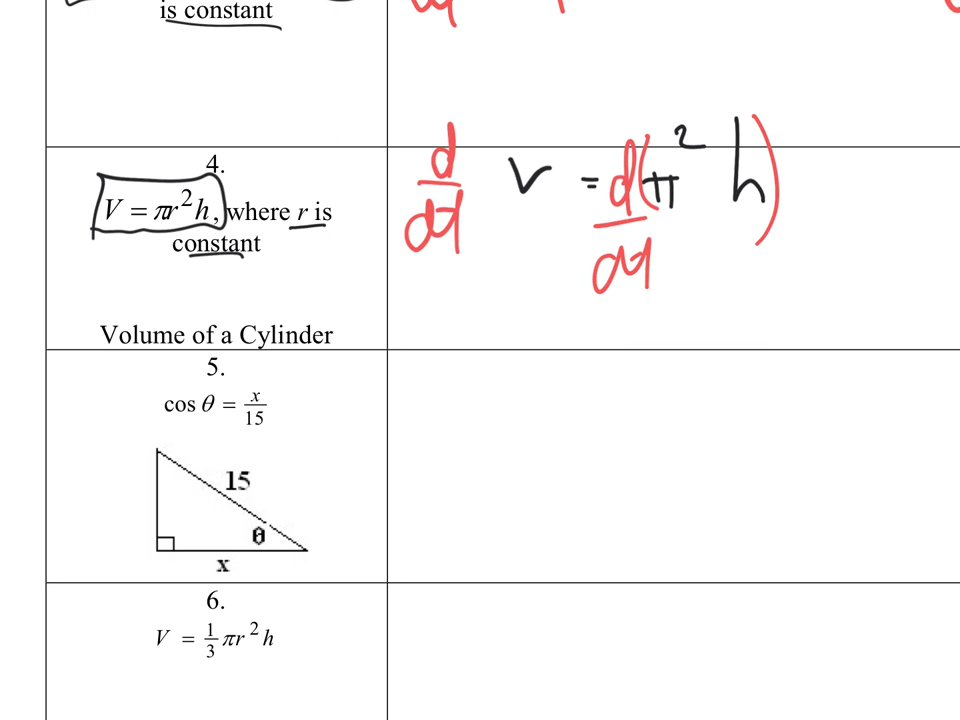 is constant
4.
V = πr²h, where r is
constant
d/dt V = d/dt (π² h)
Volume of a Cylinder
5.
cos θ = x/15
15
θ
x
6.
V = 1/3 πr²h